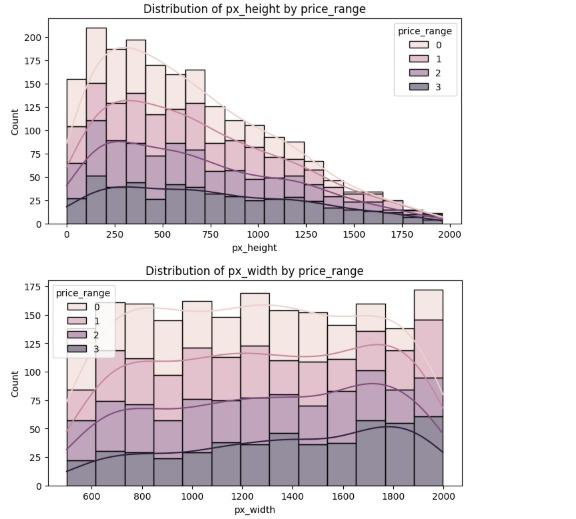 Distribution of px_height by price_range
price_range
0
1
2
3
200
175
150
125
100
75
50
25
0
Count
0 250 500 750 1000 1250 1500 1750 2000
px_height
Distribution of px_width by price_range
price_range
0
1
2
3
175
150
125
100
75
50
25
0
Count
600 800 1000 1200 1400 1600 1800 2000
px_width